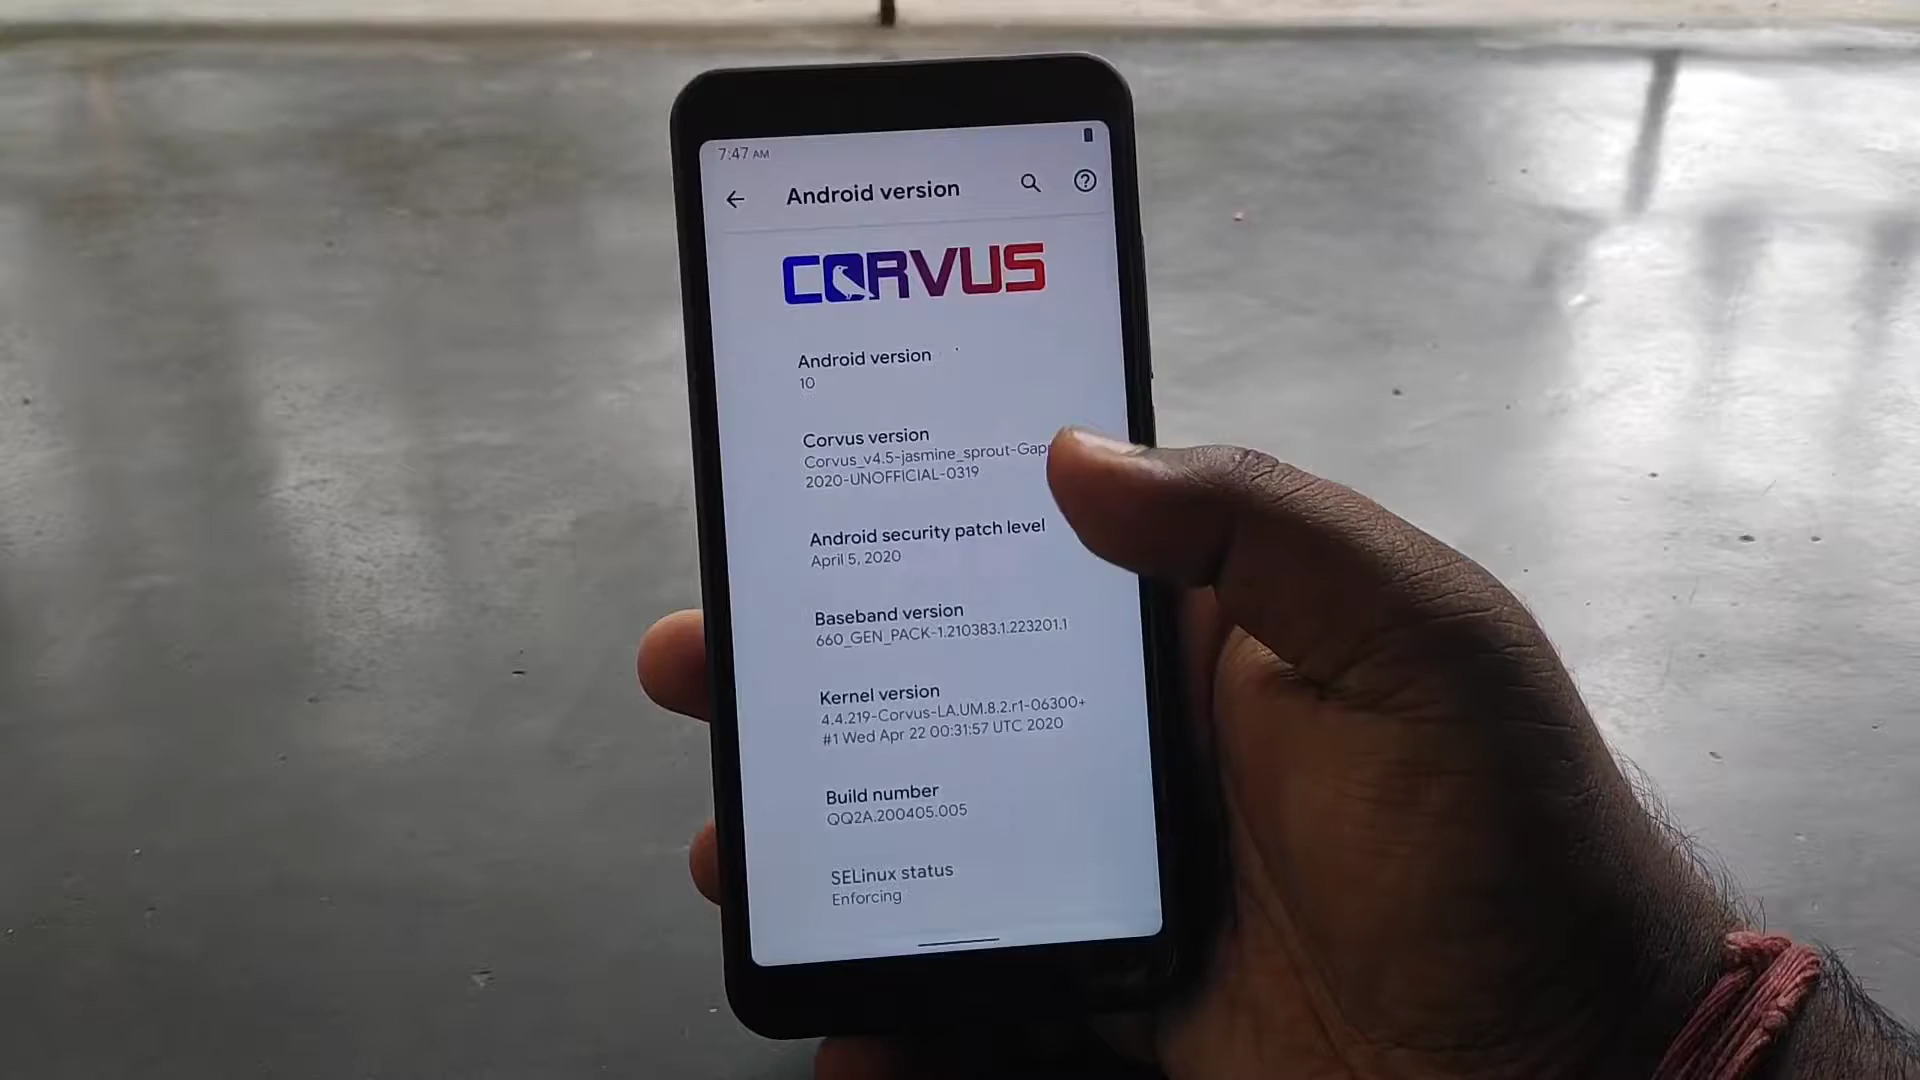 7:47 AM
Android version
CORVUS
Android version
10
Corvus version
Corvus_v4.5-jasmine_sprout-Gap
2020-UNOFFICIAL-0319
Android security patch level
April 5, 2020
Baseband version
660_GEN_PACK-1.210383.1.223201.1
Kernel version
4.4.219-Corvus-LA.UM.8.2.r1-06300+
#1 Wed Apr 22 00:31:57 UTC 2020
Build number
QQ2A.200405.005
SELinux status
Enforcing